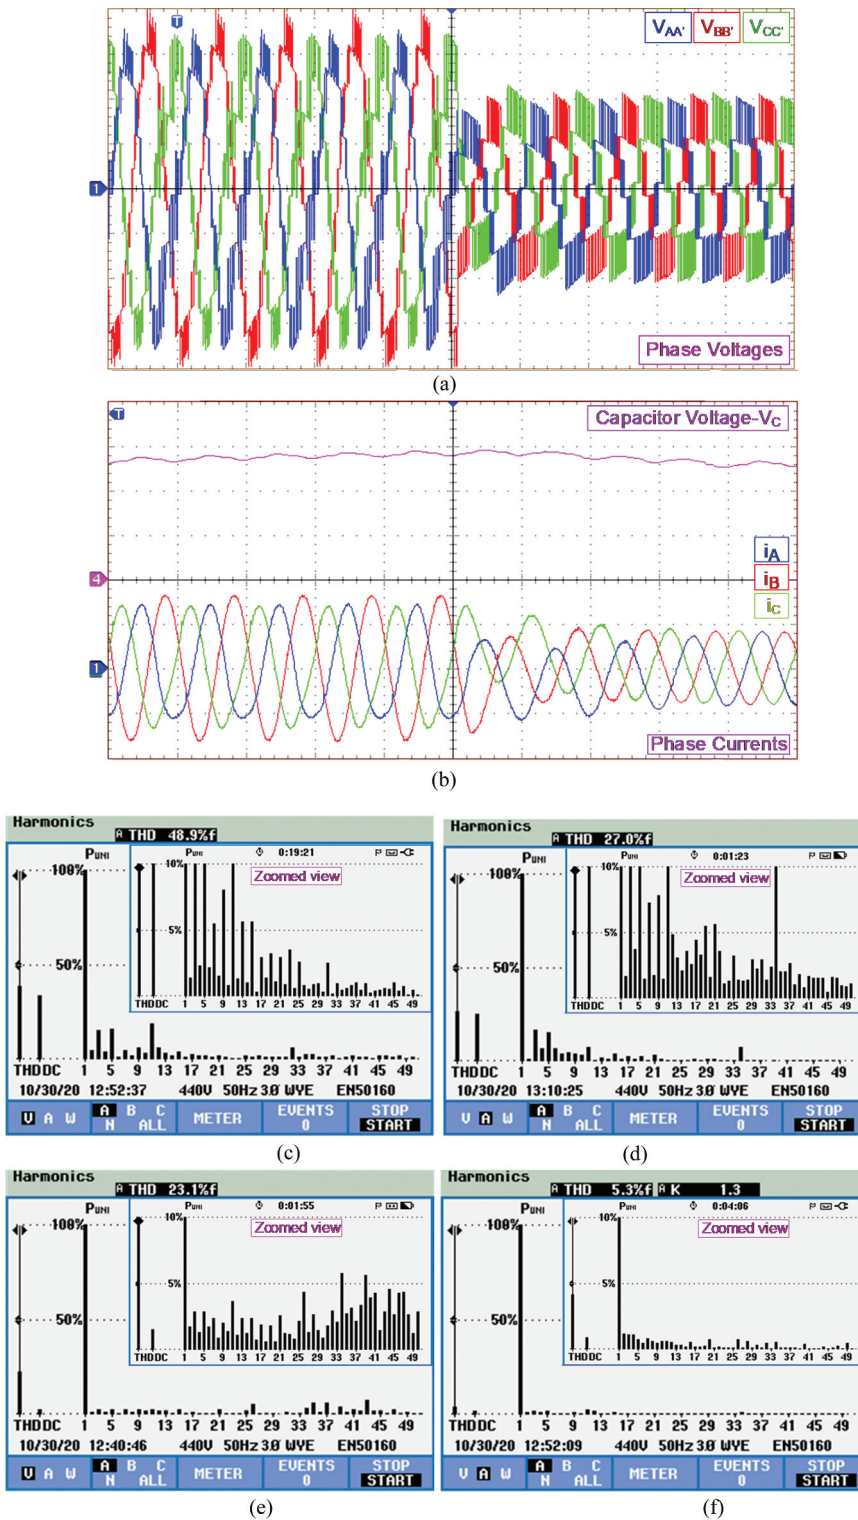 T
V_AA' V_BB' V_CC'
1
Phase Voltages
(a)
T
Capacitor Voltage-V_C
i_A
4
i_B
i_C
1
Phase Currents
(b)
Harmonics
A THD 48.9%f
PUNI 0:19:21
100% 10%
Zoomed view
5%
50%
THDDC 1 5 9 13 17 21 25 29 33 37 41 45 49
THDDC 1 5 9 13 17 21 25 29 33 37 41 45 49
10/30/20 12:52:37 440V 50Hz 3Ø WYE EN50160
V A W A B C N ALL METER EVENTS 0 STOP START
(c)
Harmonics
A THD 27.0%f
PUNI 0:01:23
100% 10%
Zoomed view
5%
50%
THDDC 1 5 9 13 17 21 25 29 33 37 41 45 49
THDDC 1 5 9 13 17 21 25 29 33 37 41 45 49
10/30/20 13:10:25 440V 50Hz 3Ø WYE EN50160
V A W A B C N ALL METER EVENTS 0 STOP START
(d)
Harmonics
A THD 23.1%f
PUNI 0:01:55
100% 10%
Zoomed view
5%
50%
THDDC 1 5 9 13 17 21 25 29 33 37 41 45 49
THDDC 1 5 9 13 17 21 25 29 33 37 41 45 49
10/30/20 12:40:46 440V 50Hz 3Ø WYE EN50160
V A W A B C N ALL METER EVENTS 0 STOP START
(e)
Harmonics
A THD 5.3%f A K 1.3
PUNI 0:04:06
100% 10%
Zoomed view
5%
50%
THDDC 1 5 9 13 17 21 25 29 33 37 41 45 49
THDDC 1 5 9 13 17 21 25 29 33 37 41 45 49
10/30/20 12:52:09 440V 50Hz 3Ø WYE EN50160
V A W A B C N ALL METER EVENTS 0 STOP START
(f)